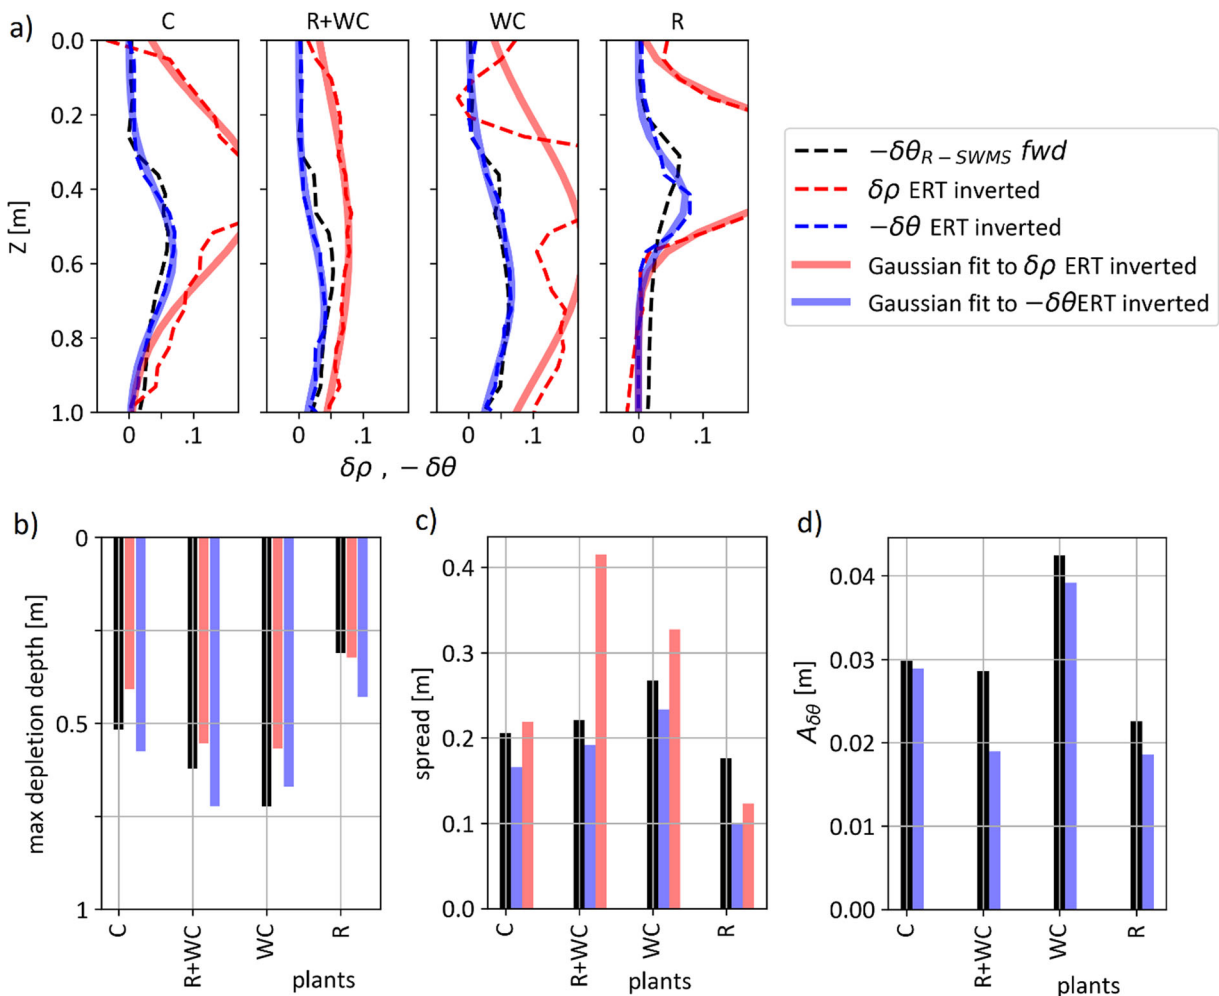 a)
C R+WC WC R
0.0
0.2
0.4
0.6
0.8
1.0
Z [m]
0 .1 0 .1 0 .1 0 .1
δρ , −δθ
−δθR−SWMS fwd
δρ ERT inverted
−δθ ERT inverted
Gaussian fit to δρ ERT inverted
Gaussian fit to −δθERT inverted
b)
0
0.5
1
max depletion depth [m]
C R+WC WC R
plants
c)
0.4
0.3
0.2
0.1
0.0
spread [m]
C R+WC WC R
plants
d)
0.04
0.03
0.02
0.01
0.00
Aδθ [m]
C R+WC WC R
plants